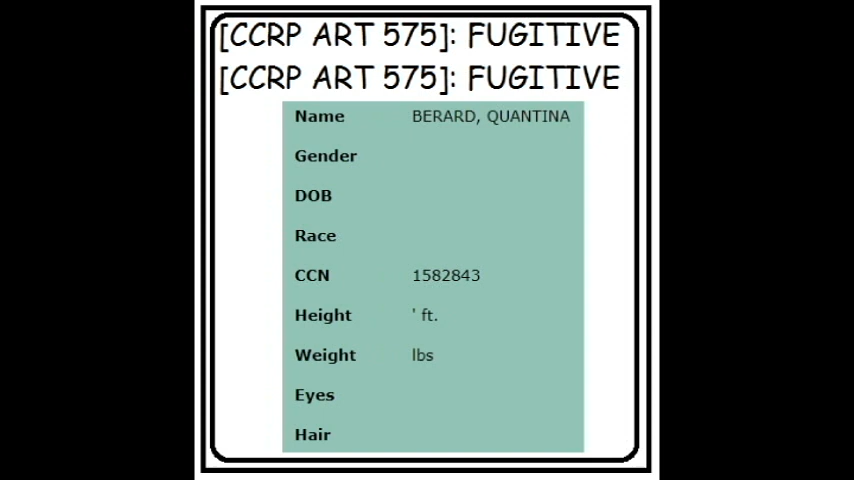 [CCRP ART 575]: FUGITIVE
[CCRP ART 575]: FUGITIVE
Name BERARD, QUANTINA
Gender
DOB
Race
CCN 1582843
Height ' ft.
Weight lbs
Eyes
Hair